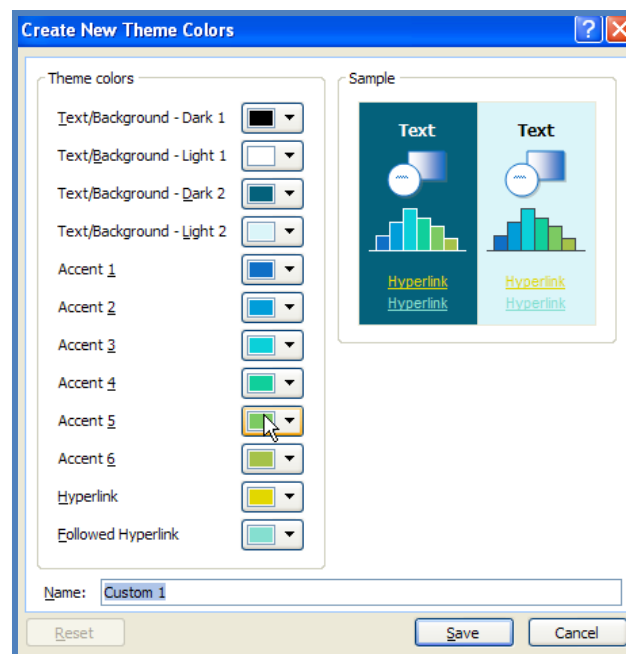 Create New Theme Colors
Theme colors
Text/Background - Dark 1
Text/Background - Light 1
Text/Background - Dark 2
Text/Background - Light 2
Accent 1
Accent 2
Accent 3
Accent 4
Accent 5
Accent 6
Hyperlink
Followed Hyperlink
Sample
Text Text
Hyperlink Hyperlink
Hyperlink Hyperlink
Name: Custom 1
Reset Save Cancel